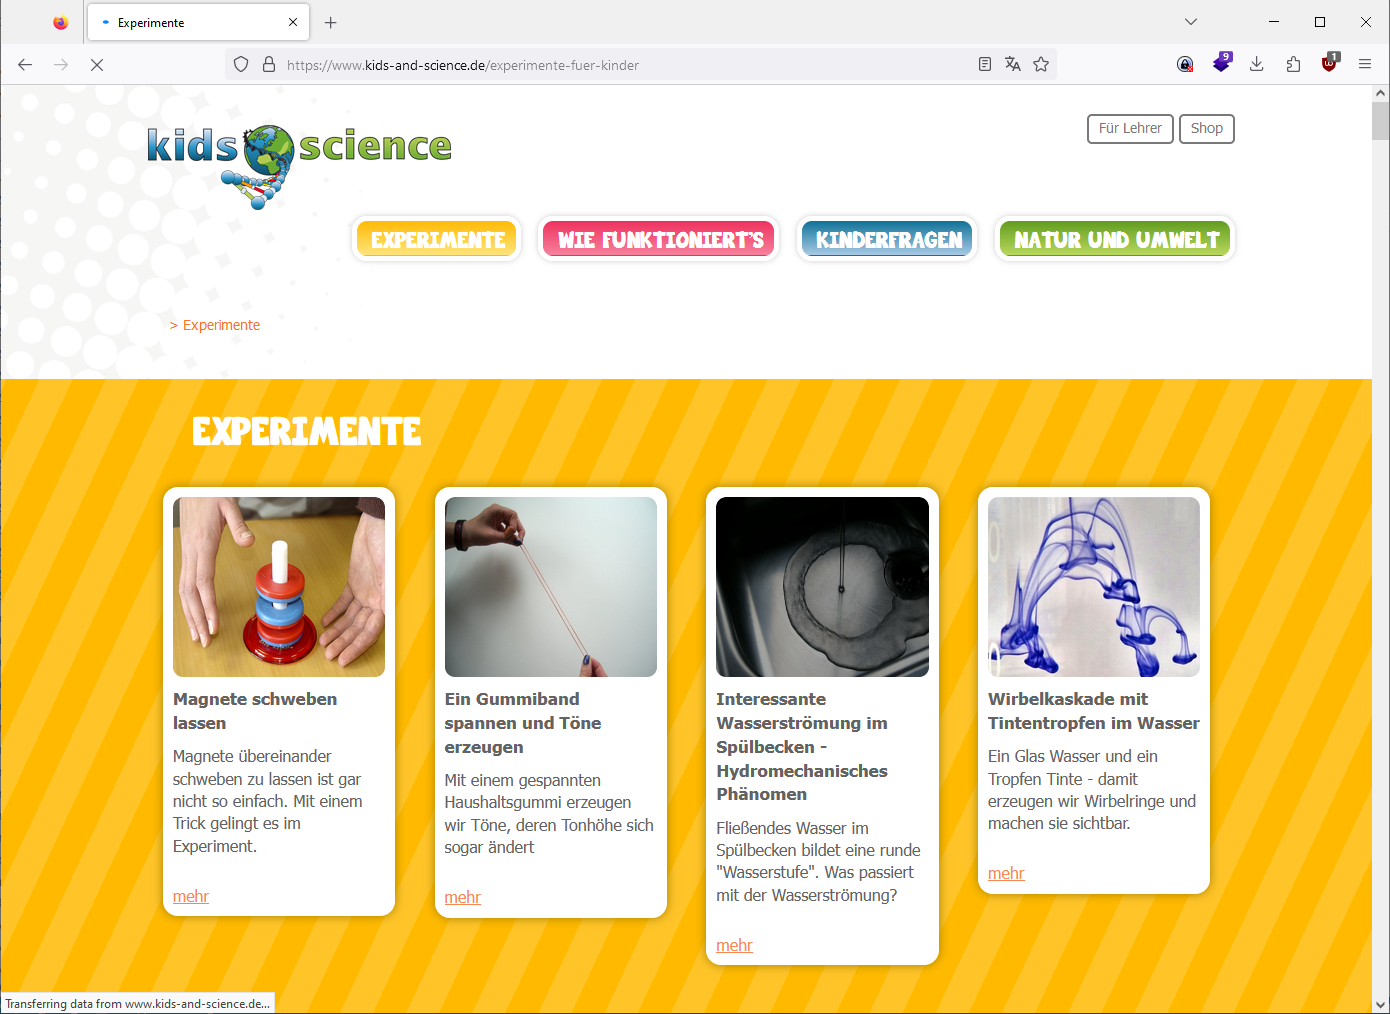 Experimente
https://www.kids-and-science.de/experimente-fuer-kinder
9
1
kids science
Für Lehrer
Shop
EXPERIMENTE
WIE FUNKTIONIERT'S
KINDERFRAGEN
NATUR UND UMWELT
> Experimente
EXPERIMENTE
Magnete schweben
lassen
Magnete übereinander
schweben zu lassen ist gar
nicht so einfach. Mit einem
Trick gelingt es im
Experiment.
mehr
Ein Gummiband
spannen und Töne
erzeugen
Mit einem gespannten
Haushaltsgummi erzeugen
wir Töne, deren Tonhöhe sich
sogar ändert
mehr
Interessante
Wasserströmung im
Spülbecken -
Hydromechanisches
Phänomen
Fließendes Wasser im
Spülbecken bildet eine runde
"Wasserstufe". Was passiert
mit der Wasserströmung?
mehr
Wirbelkaskade mit
Tintentropfen im Wasser
Ein Glas Wasser und ein
Tropfen Tinte - damit
erzeugen wir Wirbelringe und
machen sie sichtbar.
mehr
Transferring data from www.kids-and-science.de...